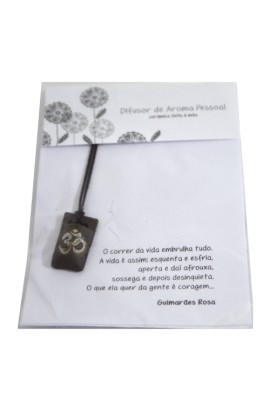 Difusor de Aroma Pessoal
O correr da vida embrulha tudo.
A vida é assim: esquenta e esfria,
aperta e daí afrouxa,
sossega e depois desinquieta,
O que ela quer da gente é coragem...
Guimarães Rosa